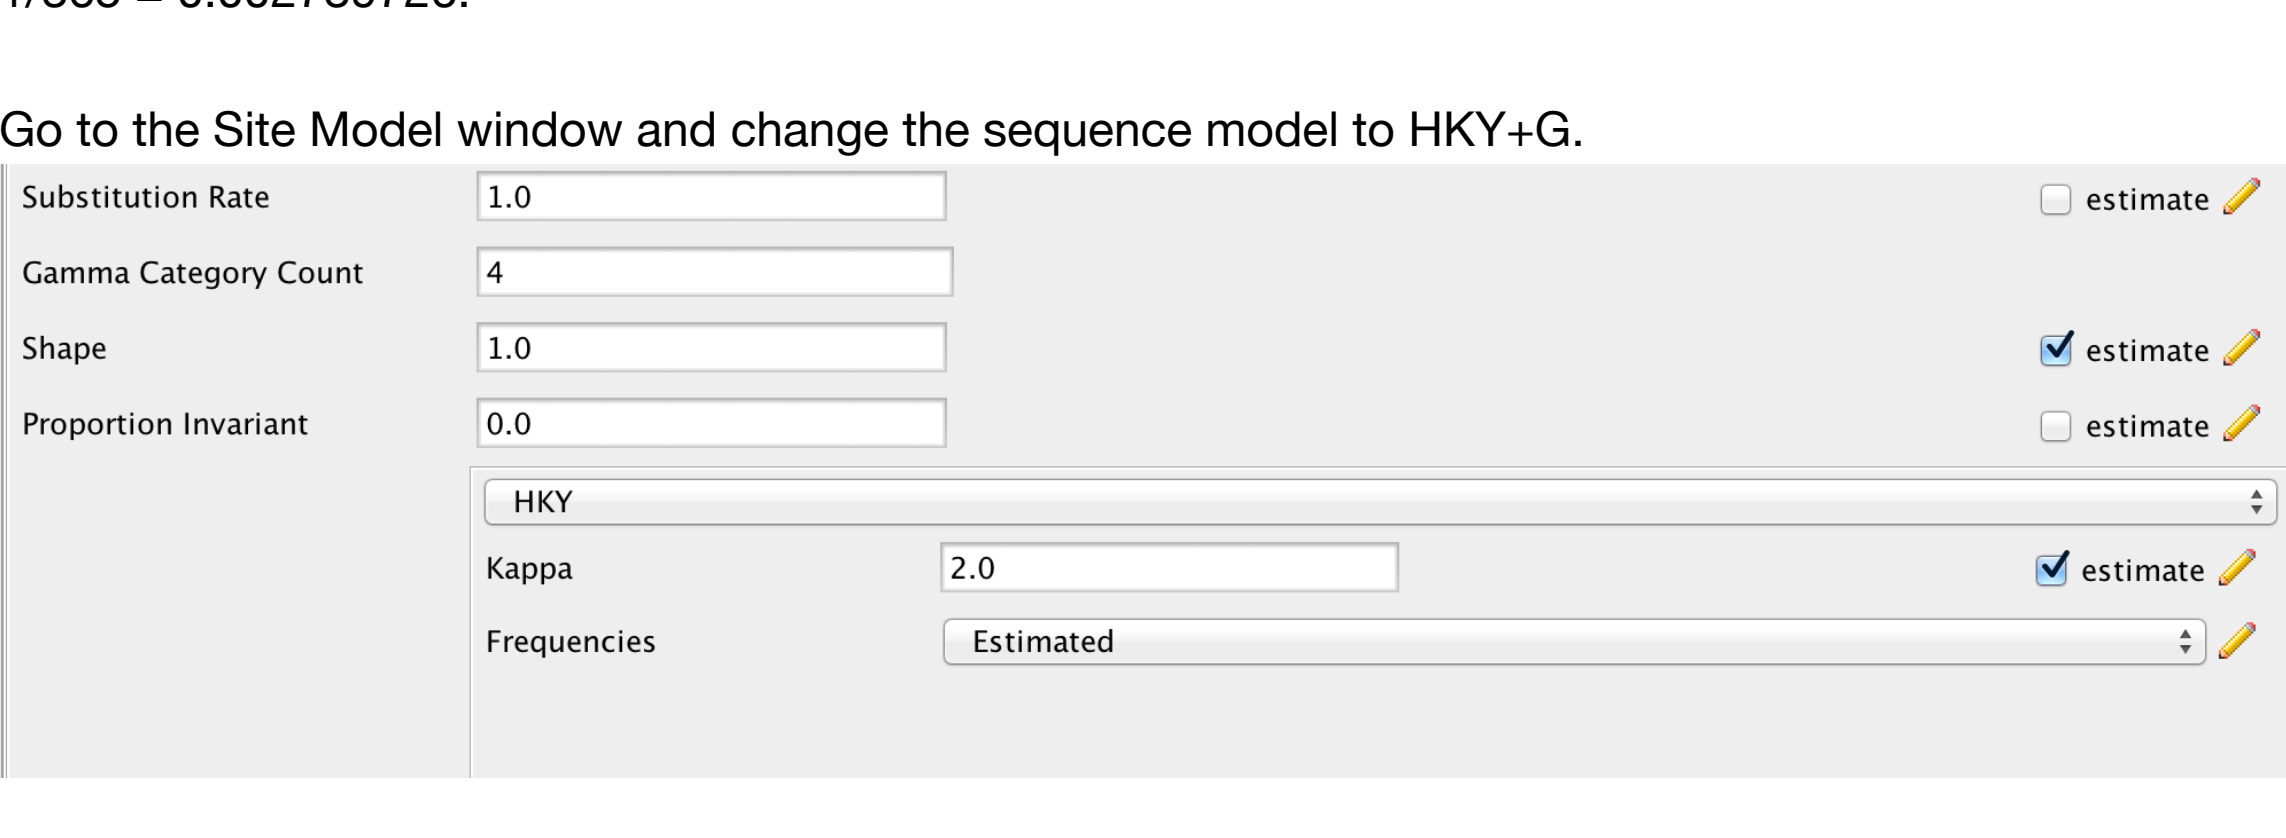 Go to the Site Model window and change the sequence model to HKY+G.
Substitution Rate 1.0 estimate
Gamma Category Count 4
Shape 1.0 estimate
Proportion Invariant 0.0 estimate
HKY
Kappa 2.0 estimate
Frequencies Estimated